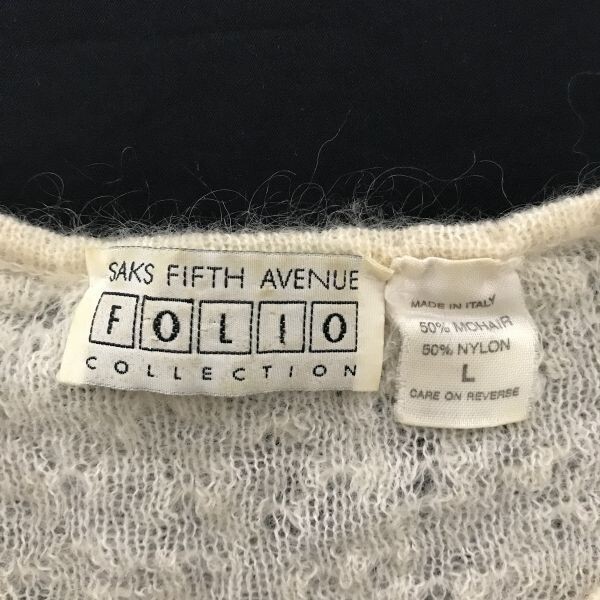 SAKS FIFTH AVENUE
FOLIO
COLLECTION
MADE IN ITALY
50% MOHAIR
50% NYLON
L
CARE ON REVERSE